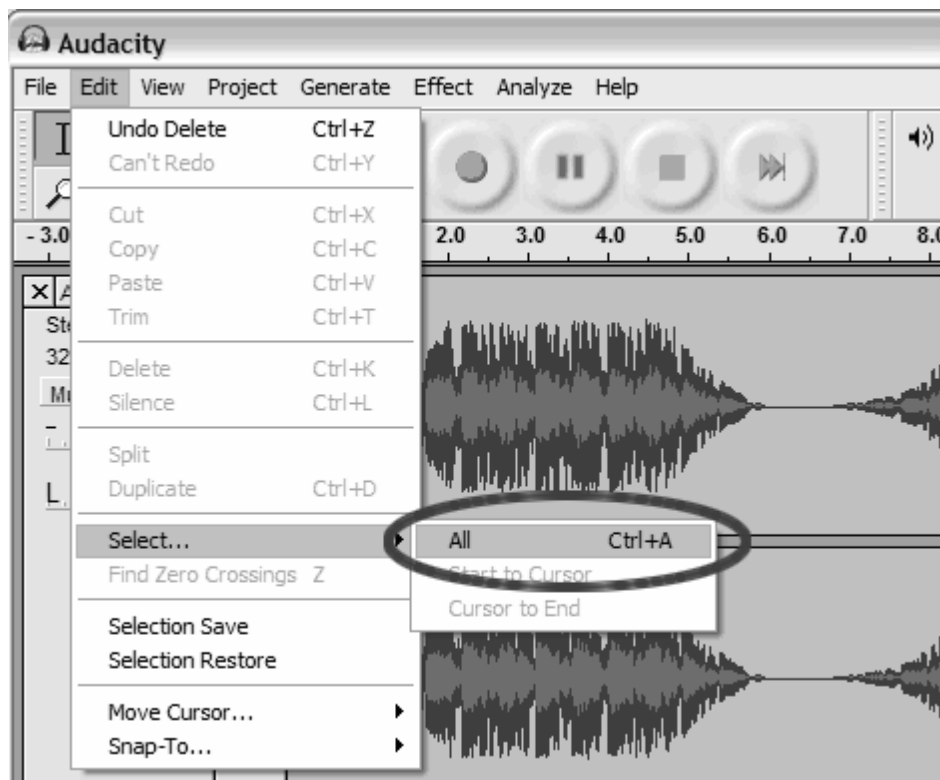 Audacity
File Edit View Project Generate Effect Analyze Help
Undo Delete Ctrl+Z
Can't Redo Ctrl+Y
Cut Ctrl+X
Copy Ctrl+C
Paste Ctrl+V
Trim Ctrl+T
Delete Ctrl+K
Silence Ctrl+L
Split
Duplicate Ctrl+D
Select...
Find Zero Crossings Z
Selection Save
Selection Restore
Move Cursor...
Snap-To...
All Ctrl+A
Start to Cursor
Cursor to End
- 3.0 2.0 3.0 4.0 5.0 6.0 7.0 8.0
X A
Ste
32
Mu
L